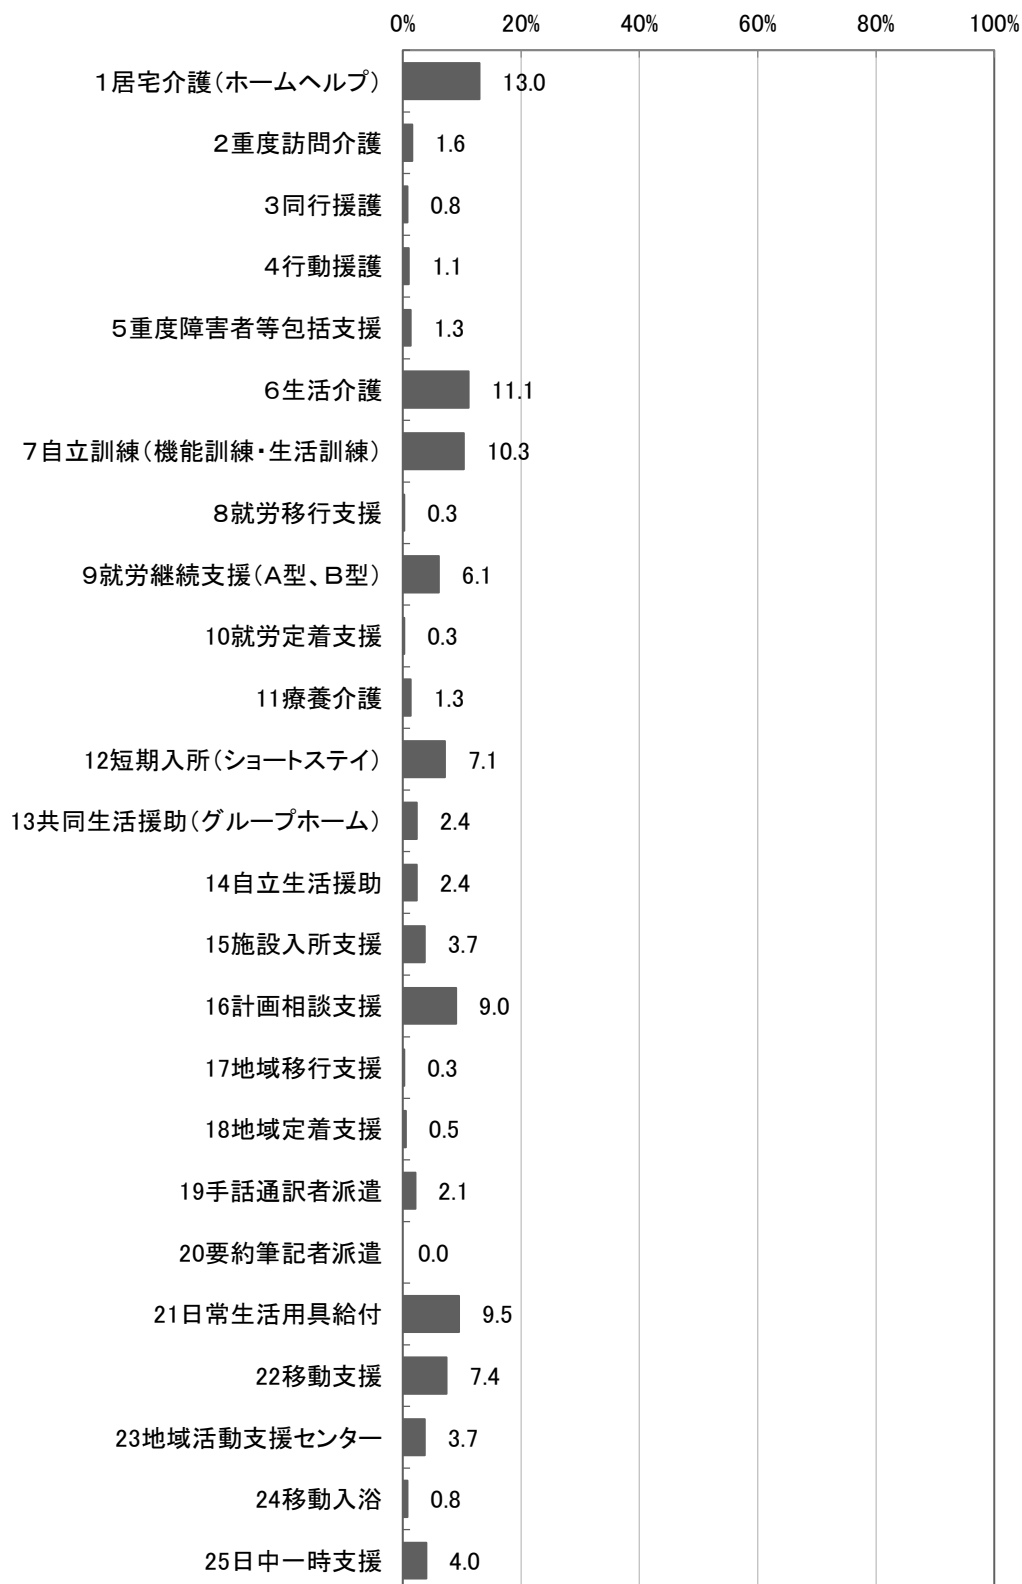 0% 20% 40% 60% 80% 100%
1居宅介護(ホームヘルプ) 13.0
2重度訪問介護 1.6
3同行援護 0.8
4行動援護 1.1
5重度障害者等包括支援 1.3
6生活介護 11.1
7自立訓練(機能訓練・生活訓練) 10.3
8就労移行支援 0.3
9就労継続支援(A型、B型) 6.1
10就労定着支援 0.3
11療養介護 1.3
12短期入所(ショートステイ) 7.1
13共同生活援助(グループホーム) 2.4
14自立生活援助 2.4
15施設入所支援 3.7
16計画相談支援 9.0
17地域移行支援 0.3
18地域定着支援 0.5
19手話通訳者派遣 2.1
20要約筆記者派遣 0.0
21日常生活用具給付 9.5
22移動支援 7.4
23地域活動支援センター 3.7
24移動入浴 0.8
25日中一時支援 4.0